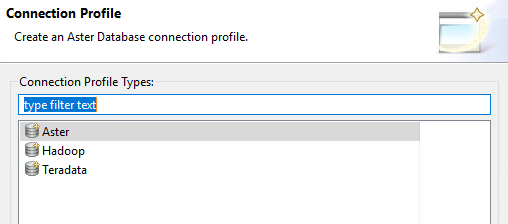 Connection Profile
Create an Aster Database connection profile.
Connection Profile Types:
type filter text
Aster
Hadoop
Teradata